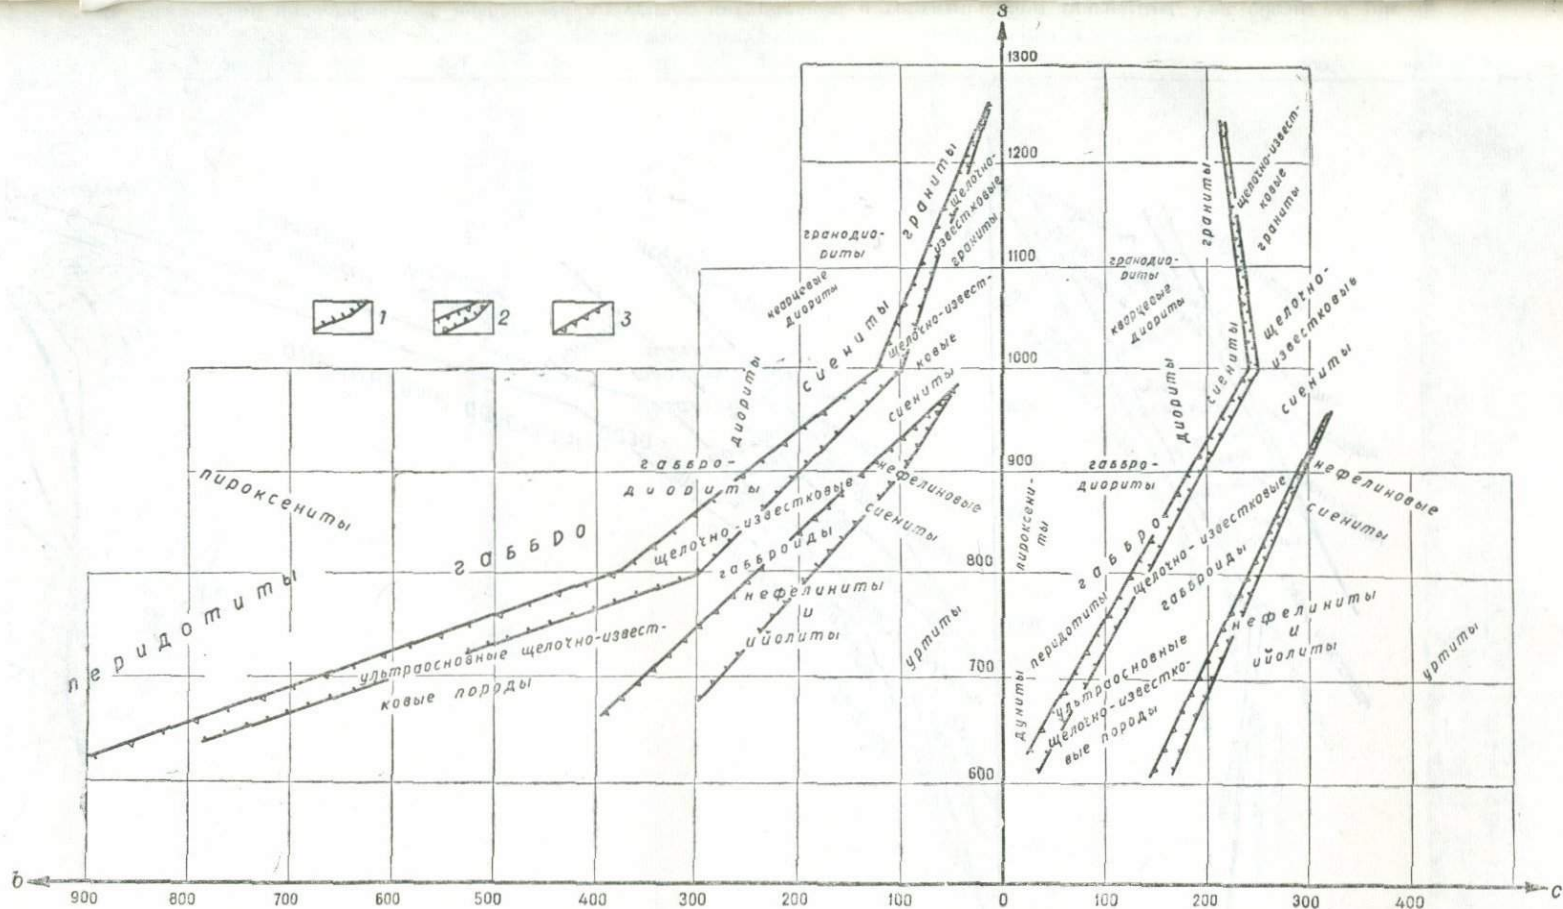 s
1300
1200
1100
1000
900
800
700
600
b
900
800
700
600
500
400
300
200
100
0
100
200
300
400
c
1
2
3
перидотиты
пироксениты
габбро
габбро-
диориты
диориты
сиениты
кварцевые
диориты
гранодио-
риты
граниты
щелочно-
известковые
граниты
щелочно-извест-
ковые
сиениты
нефелиновые
сиениты
щелочно-известковые
габброиды
нефелиниты
и
ийолиты
уртиты
ультраосновные щелочно-извест-
ковые породы
граниты
щелочно-извест-
ковые
граниты
гранодио-
риты
кварцевые
диориты
диориты
сиениты
щелочно-
известковые
сиениты
габбро-
диориты
пироксени-
ты
габбро
перидотиты
дуниты
щелочно-известковые
габброиды
ультраосновные
щелочно-известко-
вые породы
нефелиновые
сиениты
нефелиниты
и
ийолиты
уртиты